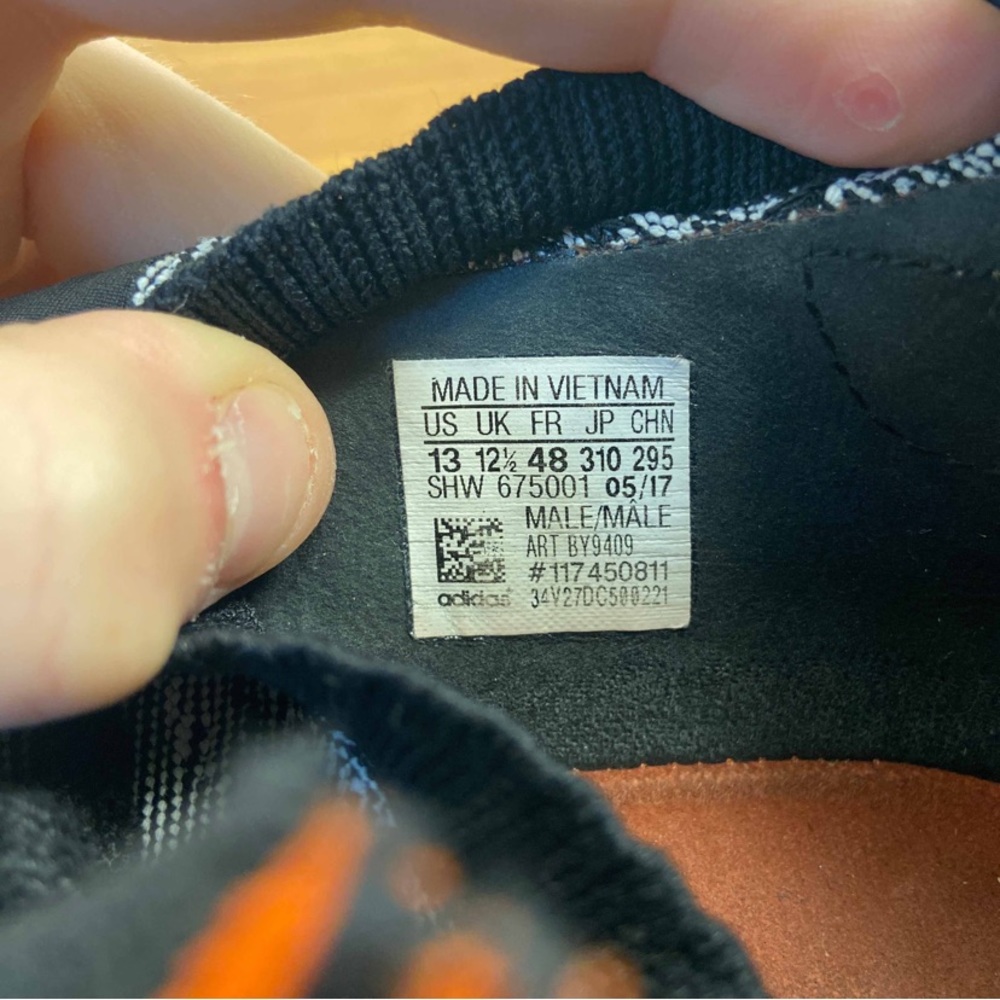 MADE IN VIETNAM
US UK FR JP CHN
13 12½ 48 310 295
SHW 675001 05/17
MALE/MÂLE
ART BY9409
#117450811
adidas 34V27DC500221